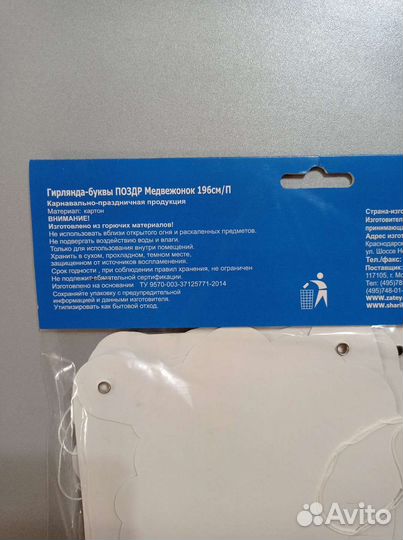 Гирлянда-буквы ПОЗДР Медвежонок 196см/П
Карнавально-праздничная продукция
Материал: картон
ВНИМАНИЕ!
Изготовлено из горючих материалов!
Не использовать вблизи открытого огня и раскаленных предметов.
Не подвергать воздействию воды и влаги.
Только для использования внутри помещений.
Хранить в сухом, прохладном, темном месте,
защищенном от источников воспламенения.
Срок годности , при соблюдении правил хранения, не ограничен
Не подлежит обязательной сертификации.
Изготовлено на основании ТУ 9570-003-37125771-2014
Сохраняйте упаковку с предупредительной
информацией и данными изготовителя.
Утилизировать как бытовой отход.
Страна-изго
Изготовител
принимающ
Адрес изгот
Краснодарск
ул. Шоссе Не
Тел./факс:
Поставщик:
117105, г. Мо
Тел: (495)78
(495)748-01-
www.zatey
www.sharil
Avito